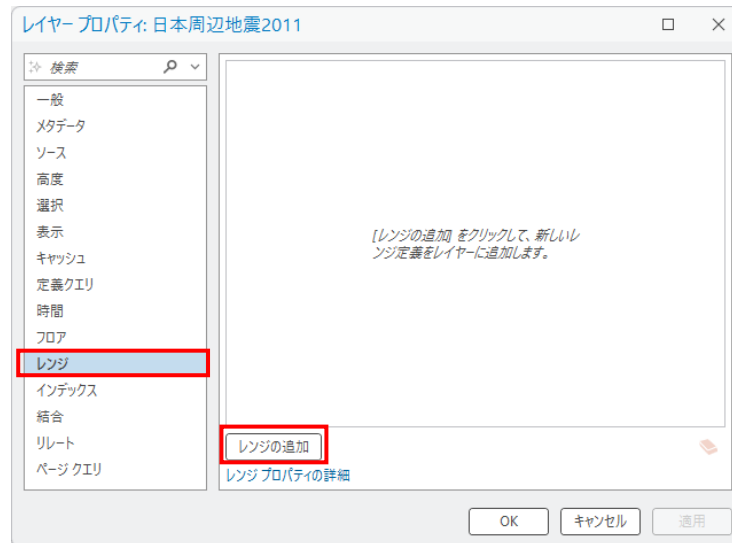 レイヤー プロパティ: 日本周辺地震2011
検索
一般
メタデータ
ソース
高度
選択
表示
キャッシュ
定義クエリ
時間
フロア
レンジ
インデックス
結合
リレート
ページ クエリ
[レンジの追加] をクリックして、新しいレ
ンジ定義をレイヤーに追加します。
レンジの追加
レンジ プロパティの詳細
OK
キャンセル
適用